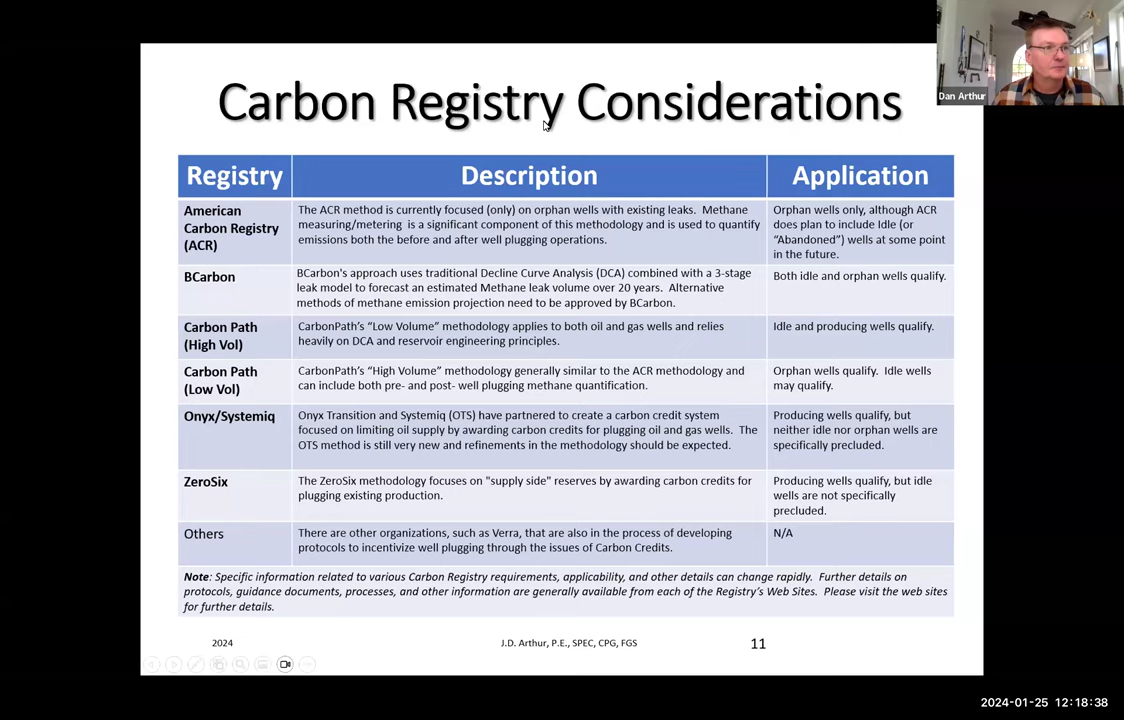 Carbon Registry Considerations
Dan Arthur
Registry Description Application
American
Carbon Registry
(ACR)
The ACR method is currently focused (only) on orphan wells with existing leaks. Methane
measuring/metering is a significant component of this methodology and is used to quantify
emissions both the before and after well plugging operations.
Orphan wells only, although ACR
does plan to include Idle (or
“Abandoned”) wells at some point
in the future.
BCarbon
BCarbon's approach uses traditional Decline Curve Analysis (DCA) combined with a 3-stage
leak model to forecast an estimated Methane leak volume over 20 years. Alternative
methods of methane emission projection need to be approved by BCarbon.
Both idle and orphan wells qualify.
Carbon Path
(High Vol)
CarbonPath’s “Low Volume” methodology applies to both oil and gas wells and relies
heavily on DCA and reservoir engineering principles.
Idle and producing wells qualify.
Carbon Path
(Low Vol)
CarbonPath’s “High Volume” methodology generally similar to the ACR methodology and
can include both pre- and post- well plugging methane quantification.
Orphan wells qualify. Idle wells
may qualify.
Onyx/Systemiq
Onyx Transition and Systemiq (OTS) have partnered to create a carbon credit system
focused on limiting oil supply by awarding carbon credits for plugging oil and gas wells. The
OTS method is still very new and refinements in the methodology should be expected.
Producing wells qualify, but
neither idle nor orphan wells are
specifically precluded.
ZeroSix
The ZeroSix methodology focuses on "supply side" reserves by awarding carbon credits for
plugging existing production.
Producing wells qualify, but idle
wells are not specifically
precluded.
Others
There are other organizations, such as Verra, that are also in the process of developing
protocols to incentivize well plugging through the issues of Carbon Credits.
N/A
Note: Specific information related to various Carbon Registry requirements, applicability, and other details can change rapidly. Further details on
protocols, guidance documents, processes, and other information are generally available from each of the Registry’s Web Sites. Please visit the web sites
for further details.
2024 J.D. Arthur, P.E., SPEC, CPG, FGS 11
2024-01-25 12:18:38